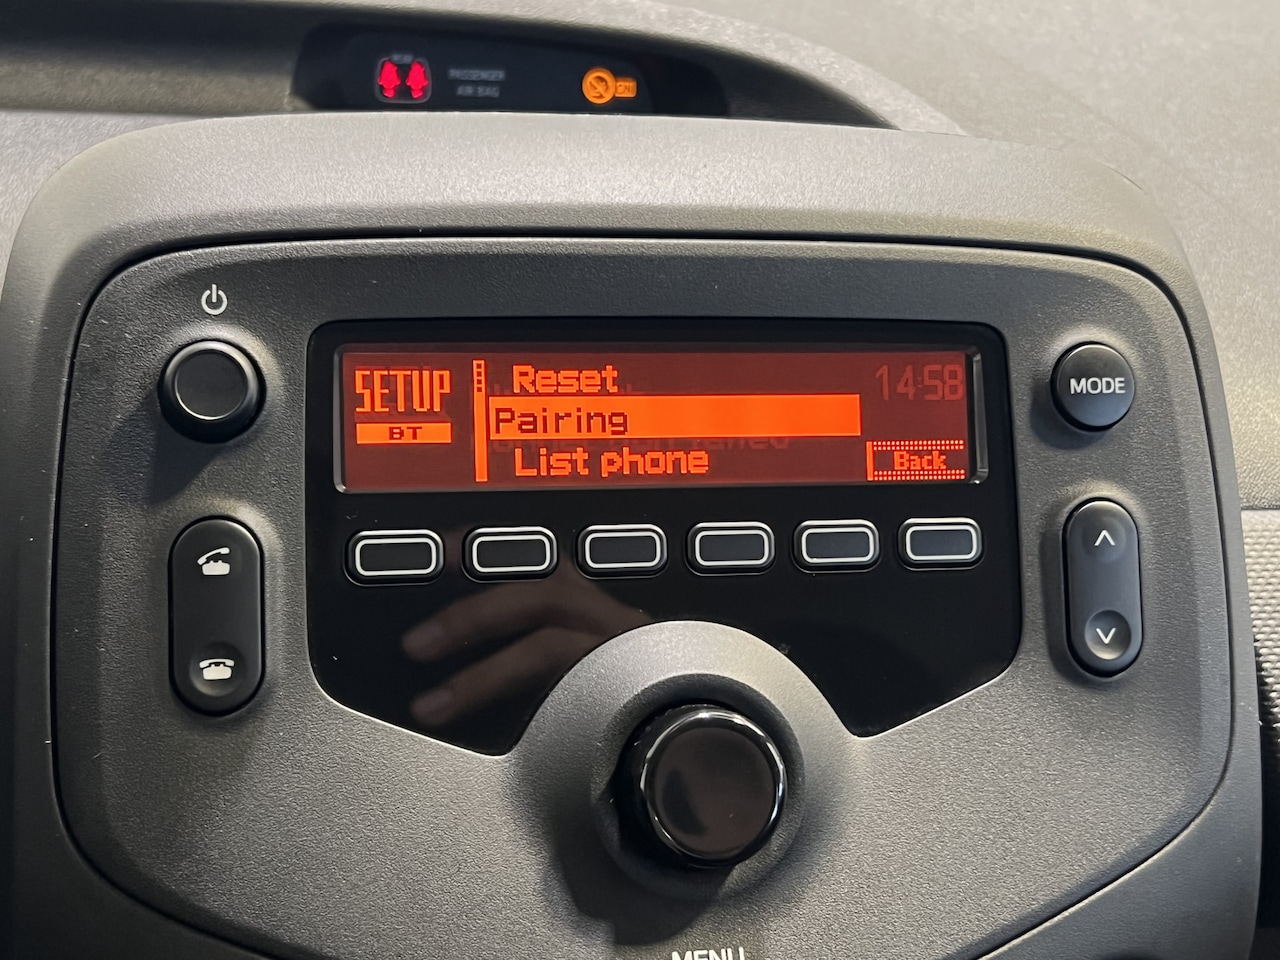 PASSENGER
AIR BAG
ON
SETUP
BT
Reset
Pairing
List phone
14:58
Back
MODE
MENU